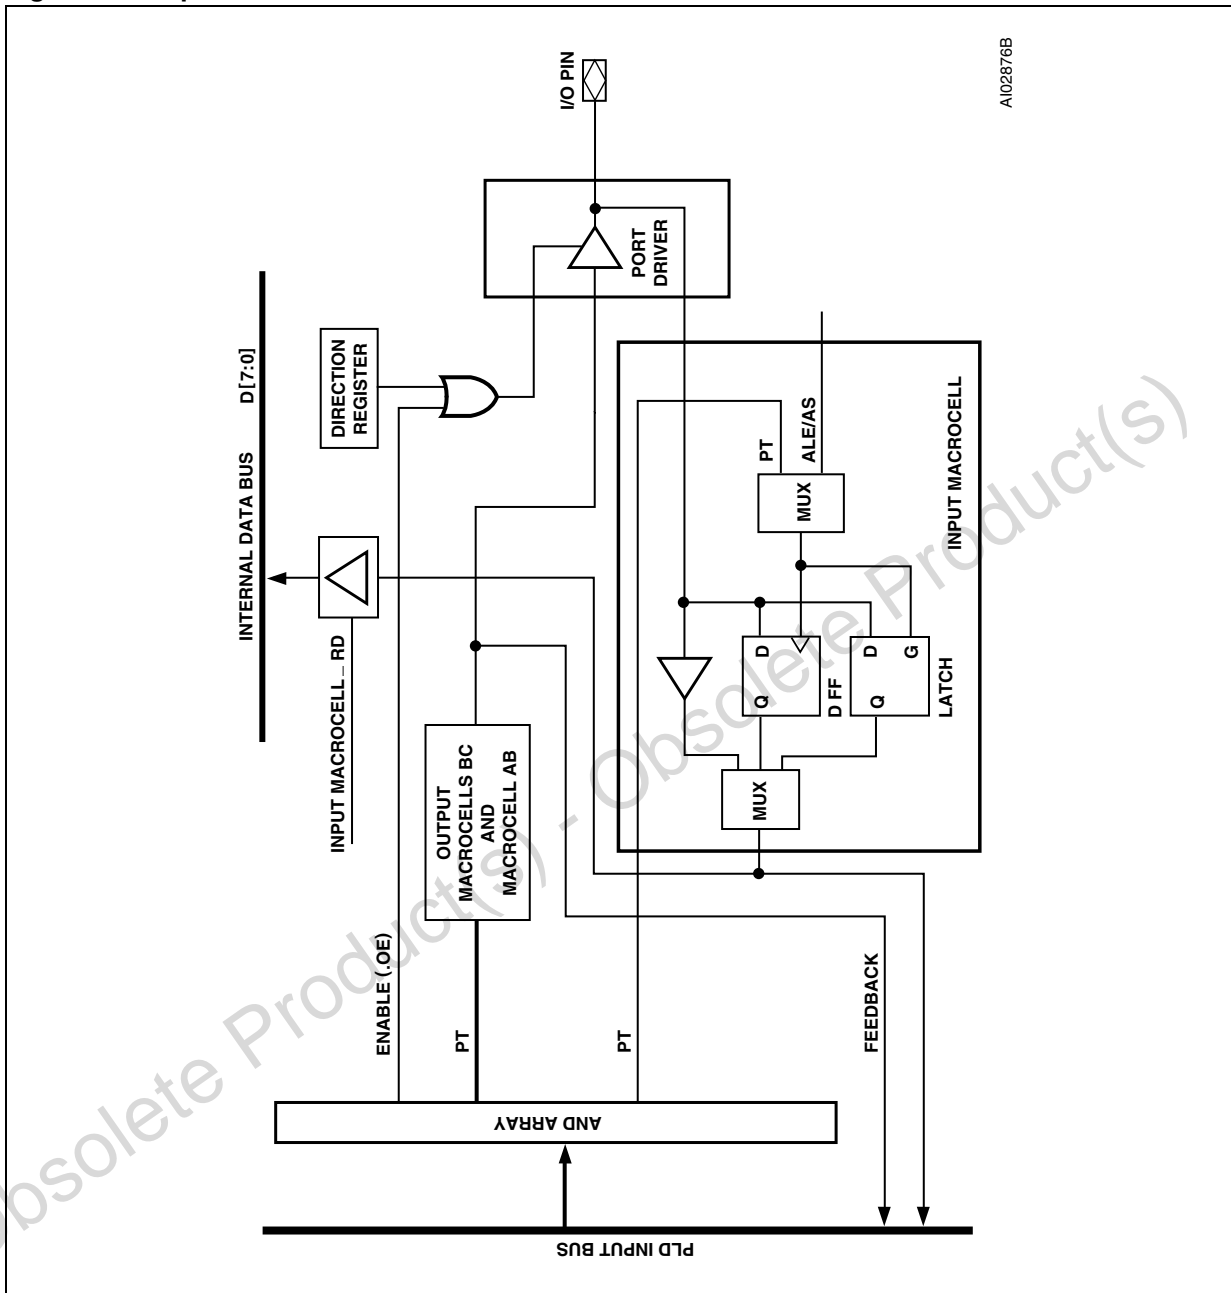 I/O PIN
AI02876B
PORT
DRIVER
D[7:0]
DIRECTION
REGISTER
INTERNAL DATA BUS
INPUT MACROCELL_ RD
PT
ALE/AS
MUX
INPUT MACROCELL
D
Q
D FF
D
G
Q
LATCH
MUX
OUTPUT
MACROCELLS BC
AND
MACROCELL AB
ENABLE (.OE)
PT
PT
FEEDBACK
AND ARRAY
PLD INPUT BUS
Obsolete Product(s) - Obsolete Product(s)